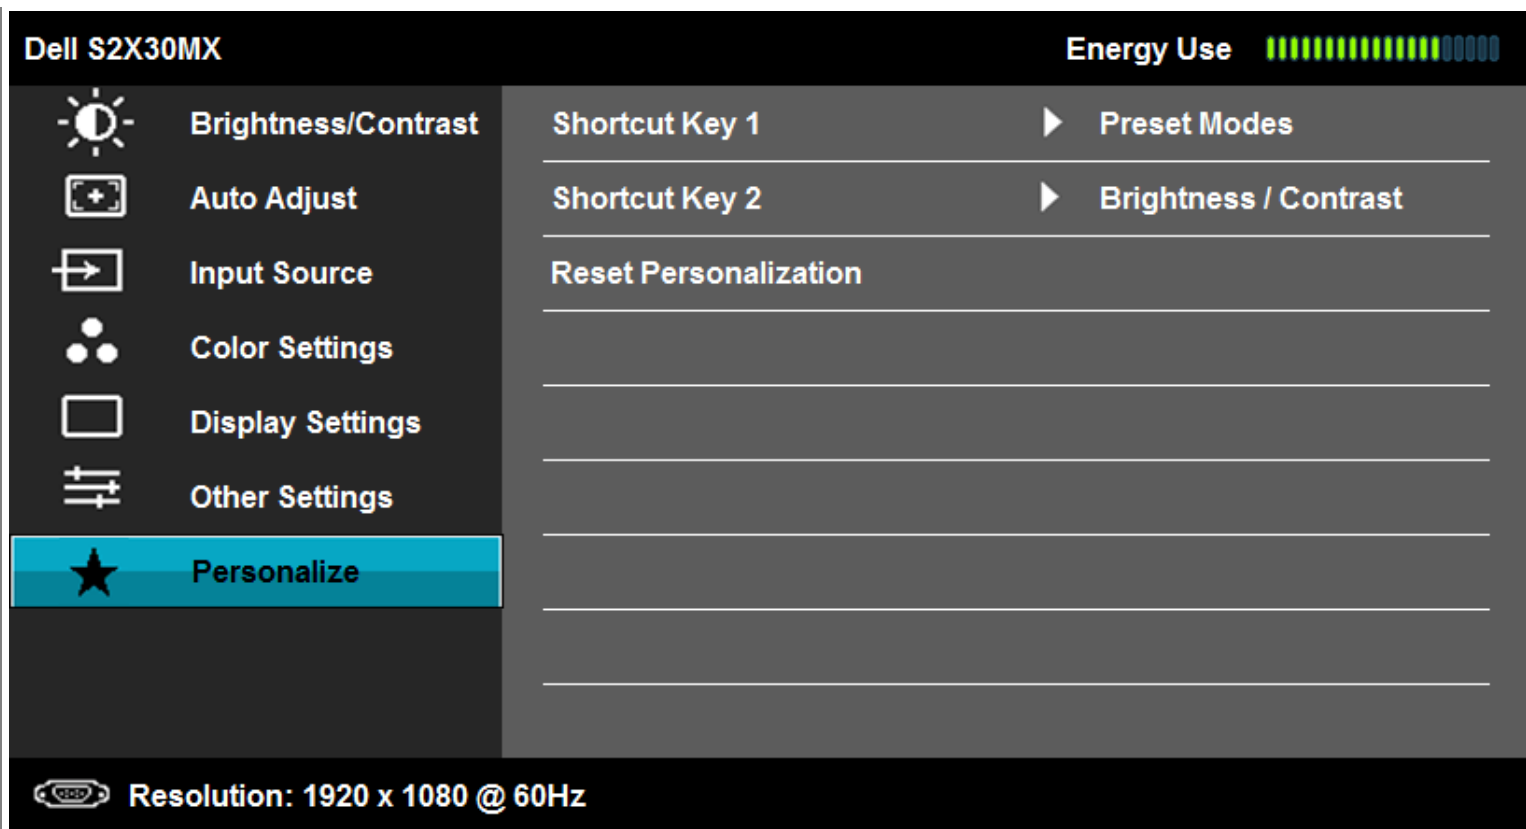 Dell S2X30MX Energy Use
Brightness/Contrast Shortcut Key 1 Preset Modes
Auto Adjust Shortcut Key 2 Brightness / Contrast
Input Source Reset Personalization
Color Settings
Display Settings
Other Settings
Personalize
Resolution: 1920 x 1080 @ 60Hz